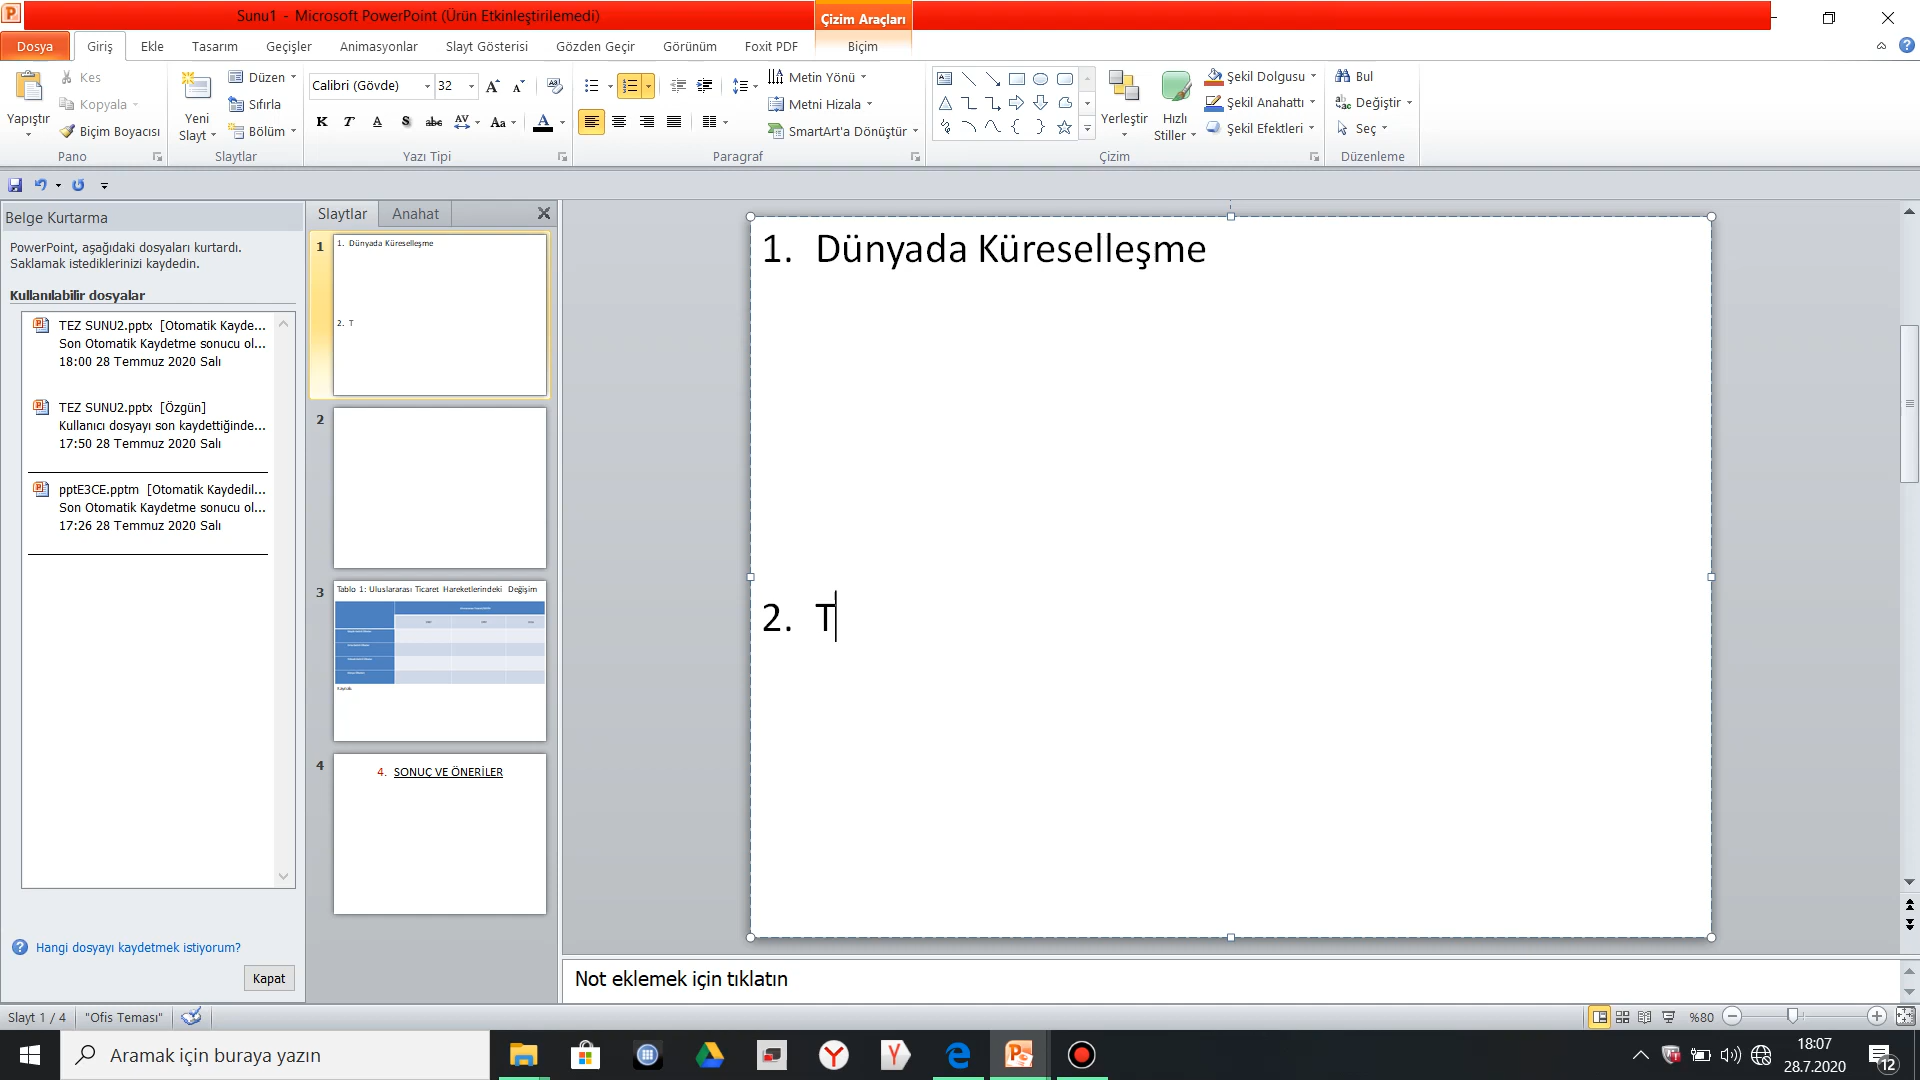 Sunu1 - Microsoft PowerPoint (Ürün Etkinleştirilemedi)
Çizim Araçları
Dosya Giriş Ekle Tasarım Geçişler Animasyonlar Slayt Gösterisi Gözden Geçir Görünüm Foxit PDF Biçim
Yapıştır
Kes
Kopyala
Biçim Boyacısı
Pano
Yeni Slayt
Düzen
Sıfırla
Bölüm
Slaytlar
Calibri (Gövde) 32
K T A S abc AV Aa A
Yazı Tipi
Metin Yönü
Metni Hizala
SmartArt'a Dönüştür
Paragraf
Yerleştir
Hızlı Stiller
Şekil Dolgusu
Şekil Anahattı
Şekil Efektleri
Çizim
Bul
Değiştir
Seç
Düzenleme
Belge Kurtarma
PowerPoint, aşağıdaki dosyaları kurtardı.
Saklamak istediklerinizi kaydedin.
Kullanılabilir dosyalar
TEZ SUNU2.pptx [Otomatik Kayde...
Son Otomatik Kaydetme sonucu ol...
18:00 28 Temmuz 2020 Salı
TEZ SUNU2.pptx [Özgün]
Kullanıcı dosyayı son kaydettiğinde...
17:50 28 Temmuz 2020 Salı
pptE3CE.pptm [Otomatik Kaydedil...
Son Otomatik Kaydetme sonucu ol...
17:26 28 Temmuz 2020 Salı
Hangi dosyayı kaydetmek istiyorum?
Kapat
Slaytlar Anahat
1
1. Dünyada Küreselleşme
2. T
2
3
Tablo 1: Uluslararası Ticaret Hareketlerindeki Değişim
Kaynak
4
4. SONUÇ VE ÖNERİLER
1. Dünyada Küreselleşme
2. T
Not eklemek için tıklatın
Slayt 1 / 4 "Ofis Teması" %80
Aramak için buraya yazın
18:07
28.7.2020
12